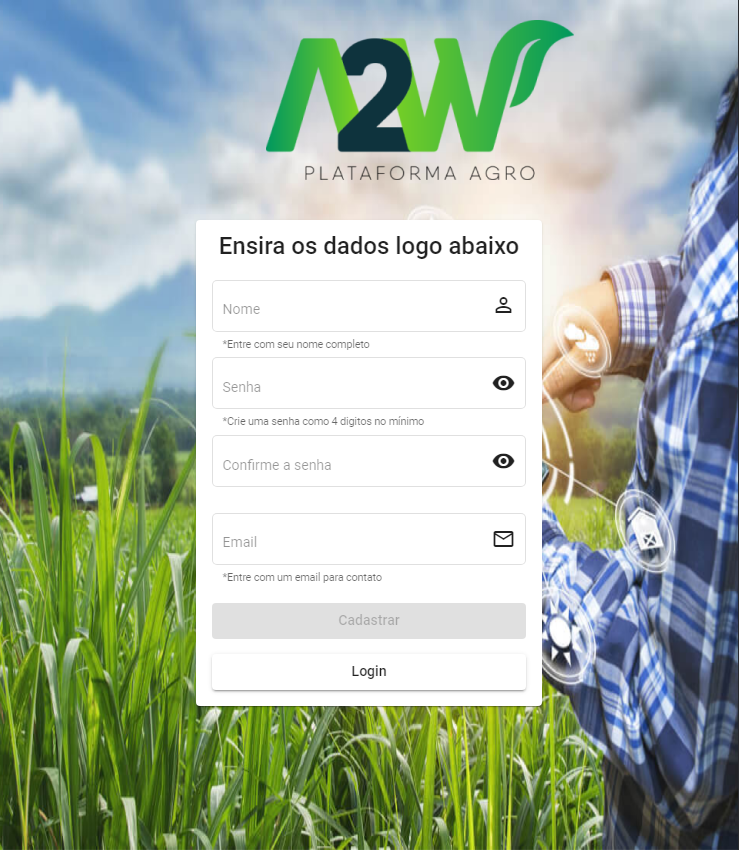 A2W
PLATAFORMA AGRO
Ensira os dados logo abaixo
Nome
*Entre com seu nome completo
Senha
*Crie uma senha como 4 digitos no mínimo
Confirme a senha
Email
*Entre com um email para contato
Cadastrar
Login